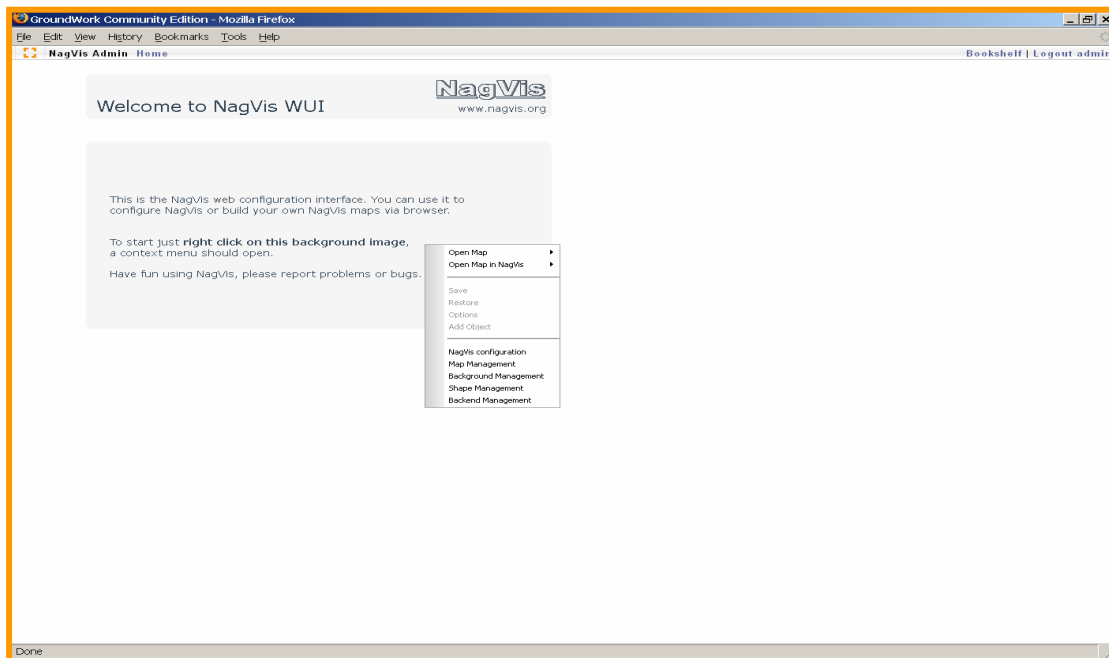 GroundWork Community Edition - Mozilla Firefox
File Edit View History Bookmarks Tools Help
NagVis Admin Home Bookshelf | Logout admin
Welcome to NagVis WUI
NagVis
www.nagvis.org
This is the NagVis web configuration interface. You can use it to
configure NagVis or build your own NagVis maps via browser.
To start just right click on this background image,
a context menu should open.
Have fun using NagVis, please report problems or bugs.
Open Map
Open Map in NagVis
Save
Restore
Options
Add Object
NagVis configuration
Map Management
Background Management
Shape Management
Backend Management
Done